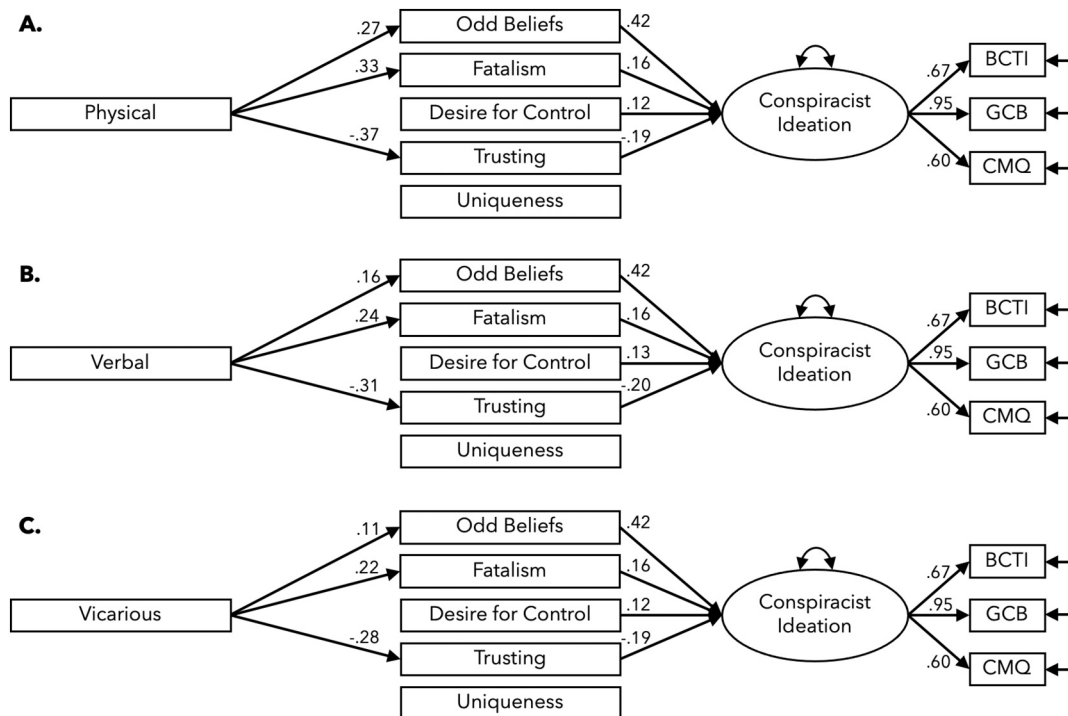 A.
Physical
.27
.33
-.37
Odd Beliefs
Fatalism
Desire for Control
Trusting
Uniqueness
.42
.16
.12
-.19
Conspiracist
Ideation
.67
.95
.60
BCTI
GCB
CMQ
B.
Verbal
.16
.24
-.31
Odd Beliefs
Fatalism
Desire for Control
Trusting
Uniqueness
.42
.16
.13
-.20
Conspiracist
Ideation
.67
.95
.60
BCTI
GCB
CMQ
C.
Vicarious
.11
.22
-.28
Odd Beliefs
Fatalism
Desire for Control
Trusting
Uniqueness
.42
.16
.12
-.19
Conspiracist
Ideation
.67
.95
.60
BCTI
GCB
CMQ